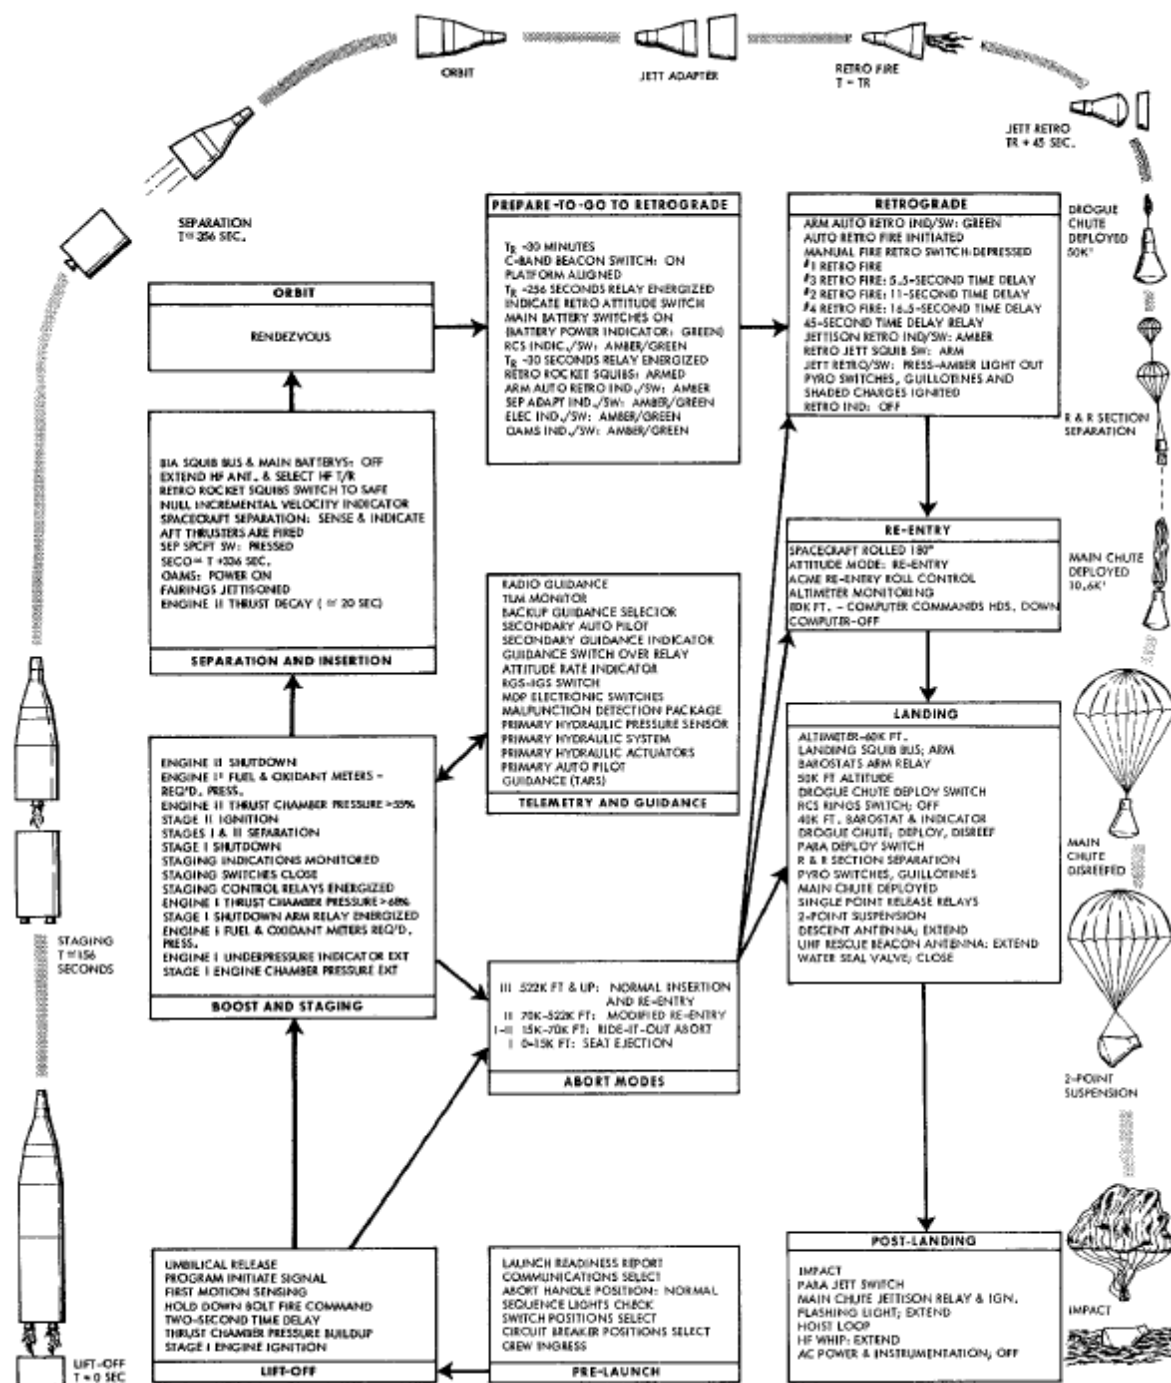 ORBIT
JETT ADAPTER
RETRO FIRE
T = TR
JETT RETRO
TR + 45 SEC.
SEPARATION
T ≅ 356 SEC.
DROGUE
CHUTE
DEPLOYED
50K'
R & R SECTION
SEPARATION
MAIN CHUTE
DEPLOYED
10.6K'
MAIN
CHUTE
DISREEFED
2-POINT
SUSPENSION
IMPACT
STAGING
T ≅ 156
SECONDS
LIFT-OFF
T = 0 SEC
PREPARE-TO-GO TO RETROGRADE
TR -30 MINUTES
C-BAND BEACON SWITCH: ON
PLATFORM ALIGNED
TR -256 SECONDS RELAY ENERGIZED
INDICATE RETRO ATTITUDE SWITCH
MAIN BATTERY SWITCHES ON
(BATTERY POWER INDICATOR: GREEN)
RCS INDIC./SW: AMBER/GREEN
TR -30 SECONDS RELAY ENERGIZED
RETRO ROCKET SQUIBS: ARMED
ARM AUTO RETRO IND./SW: AMBER
SEP ADAPT IND./SW: AMBER/GREEN
ELEC IND./SW: AMBER/GREEN
OAMS IND./SW: AMBER/GREEN
RETROGRADE
ARM AUTO RETRO IND/SW: GREEN
AUTO RETRO FIRE INITIATED
MANUAL FIRE RETRO SWITCH:DEPRESSED
#1 RETRO FIRE
#3 RETRO FIRE: 5.5-SECOND TIME DELAY
#2 RETRO FIRE: 11-SECOND TIME DELAY
#4 RETRO FIRE: 16.5-SECOND TIME DELAY
45-SECOND TIME DELAY RELAY
JETTISON RETRO IND/SW: AMBER
RETRO JETT SQUIB SW: ARM
JETT RETRO/SW: PRESS-AMBER LIGHT OUT
PYRO SWITCHES, GUILLOTINES AND
SHADED CHARGES IGNITED
RETRO IND: OFF
ORBIT
RENDEZVOUS
BIA SQUIB BUS & MAIN BATTERYS: OFF
EXTEND HF ANT. & SELECT HF T/R
RETRO ROCKET SQUIBS SWITCH TO SAFE
NULL INCREMENTAL VELOCITY INDICATOR
SPACECRAFT SEPARATION: SENSE & INDICATE
AFT THRUSTERS ARE FIRED
SEP SPCFT SW: PRESSED
SECO ≅ T +336 SEC.
OAMS: POWER ON
FAIRINGS JETTISONED
ENGINE II THRUST DECAY ( ≅ 20 SEC)
SEPARATION AND INSERTION
RADIO GUIDANCE
TLM MONITOR
BACKUP GUIDANCE SELECTOR
SECONDARY AUTO PILOT
SECONDARY GUIDANCE INDICATOR
GUIDANCE SWITCH OVER RELAY
ATTITUDE RATE INDICATOR
RGS-IGS SWITCH
MDP ELECTRONIC SWITCHES
MALFUNCTION DETECTION PACKAGE
PRIMARY HYDRAULIC PRESSURE SENSOR
PRIMARY HYDRAULIC SYSTEM
PRIMARY HYDRAULIC ACTUATORS
PRIMARY AUTO PILOT
GUIDANCE (TARS)
TELEMETRY AND GUIDANCE
RE-ENTRY
SPACECRAFT ROLLED 180°
ATTITUDE MODE: RE-ENTRY
ACME RE-ENTRY ROLL CONTROL
ALTIMETER MONITORING
80K FT. - COMPUTER COMMANDS HDS. DOWN
COMPUTER-OFF
LANDING
ALTIMETER-60K FT.
LANDING SQUIB BUS; ARM
BAROSTATS ARM RELAY
50K FT ALTITUDE
DROGUE CHUTE DEPLOY SWITCH
RCS RINGS SWITCH; OFF
40K FT. BAROSTAT & INDICATOR
DROGUE CHUTE; DEPLOY, DISREEF
PARA DEPLOY SWITCH
R & R SECTION SEPARATION
PYRO SWITCHES, GUILLOTINES
MAIN CHUTE DEPLOYED
SINGLE POINT RELEASE RELAYS
2-POINT SUSPENSION
DESCENT ANTENNA; EXTEND
UHF RESCUE BEACON ANTENNA; EXTEND
WATER SEAL VALVE; CLOSE
ENGINE II SHUTDOWN
ENGINE II FUEL & OXIDANT METERS -
REQ'D. PRESS.
ENGINE II THRUST CHAMBER PRESSURE >55%
STAGE II IGNITION
STAGES I & II SEPARATION
STAGE I SHUTDOWN
STAGING INDICATIONS MONITORED
STAGING SWITCHES CLOSE
STAGING CONTROL RELAYS ENERGIZED
ENGINE I THRUST CHAMBER PRESSURE >68%
STAGE I SHUTDOWN ARM RELAY ENERGIZED
ENGINE I FUEL & OXIDANT METERS REQ'D.
PRESS.
ENGINE I UNDERPRESSURE INDICATOR EXT
STAGE I ENGINE CHAMBER PRESSURE EXT
BOOST AND STAGING
III 522K FT & UP: NORMAL INSERTION
AND RE-ENTRY
II 70K-522K FT: MODIFIED RE-ENTRY
I-II 15K-70K FT: RIDE-IT-OUT ABORT
I 0-15K FT: SEAT EJECTION
ABORT MODES
UMBILICAL RELEASE
PROGRAM INITIATE SIGNAL
FIRST MOTION SENSING
HOLD DOWN BOLT FIRE COMMAND
TWO-SECOND TIME DELAY
THRUST CHAMBER PRESSURE BUILDUP
STAGE I ENGINE IGNITION
LIFT-OFF
LAUNCH READINESS REPORT
COMMUNICATIONS SELECT
ABORT HANDLE POSITION: NORMAL
SEQUENCE LIGHTS CHECK
SWITCH POSITIONS SELECT
CIRCUIT BREAKER POSITIONS SELECT
CREW INGRESS
PRE-LAUNCH
POST-LANDING
IMPACT
PARA JETT SWITCH
MAIN CHUTE JETTISON RELAY & IGN.
FLASHING LIGHT; EXTEND
HOIST LOOP
HF WHIP: EXTEND
AC POWER & INSTRUMENTATION; OFF